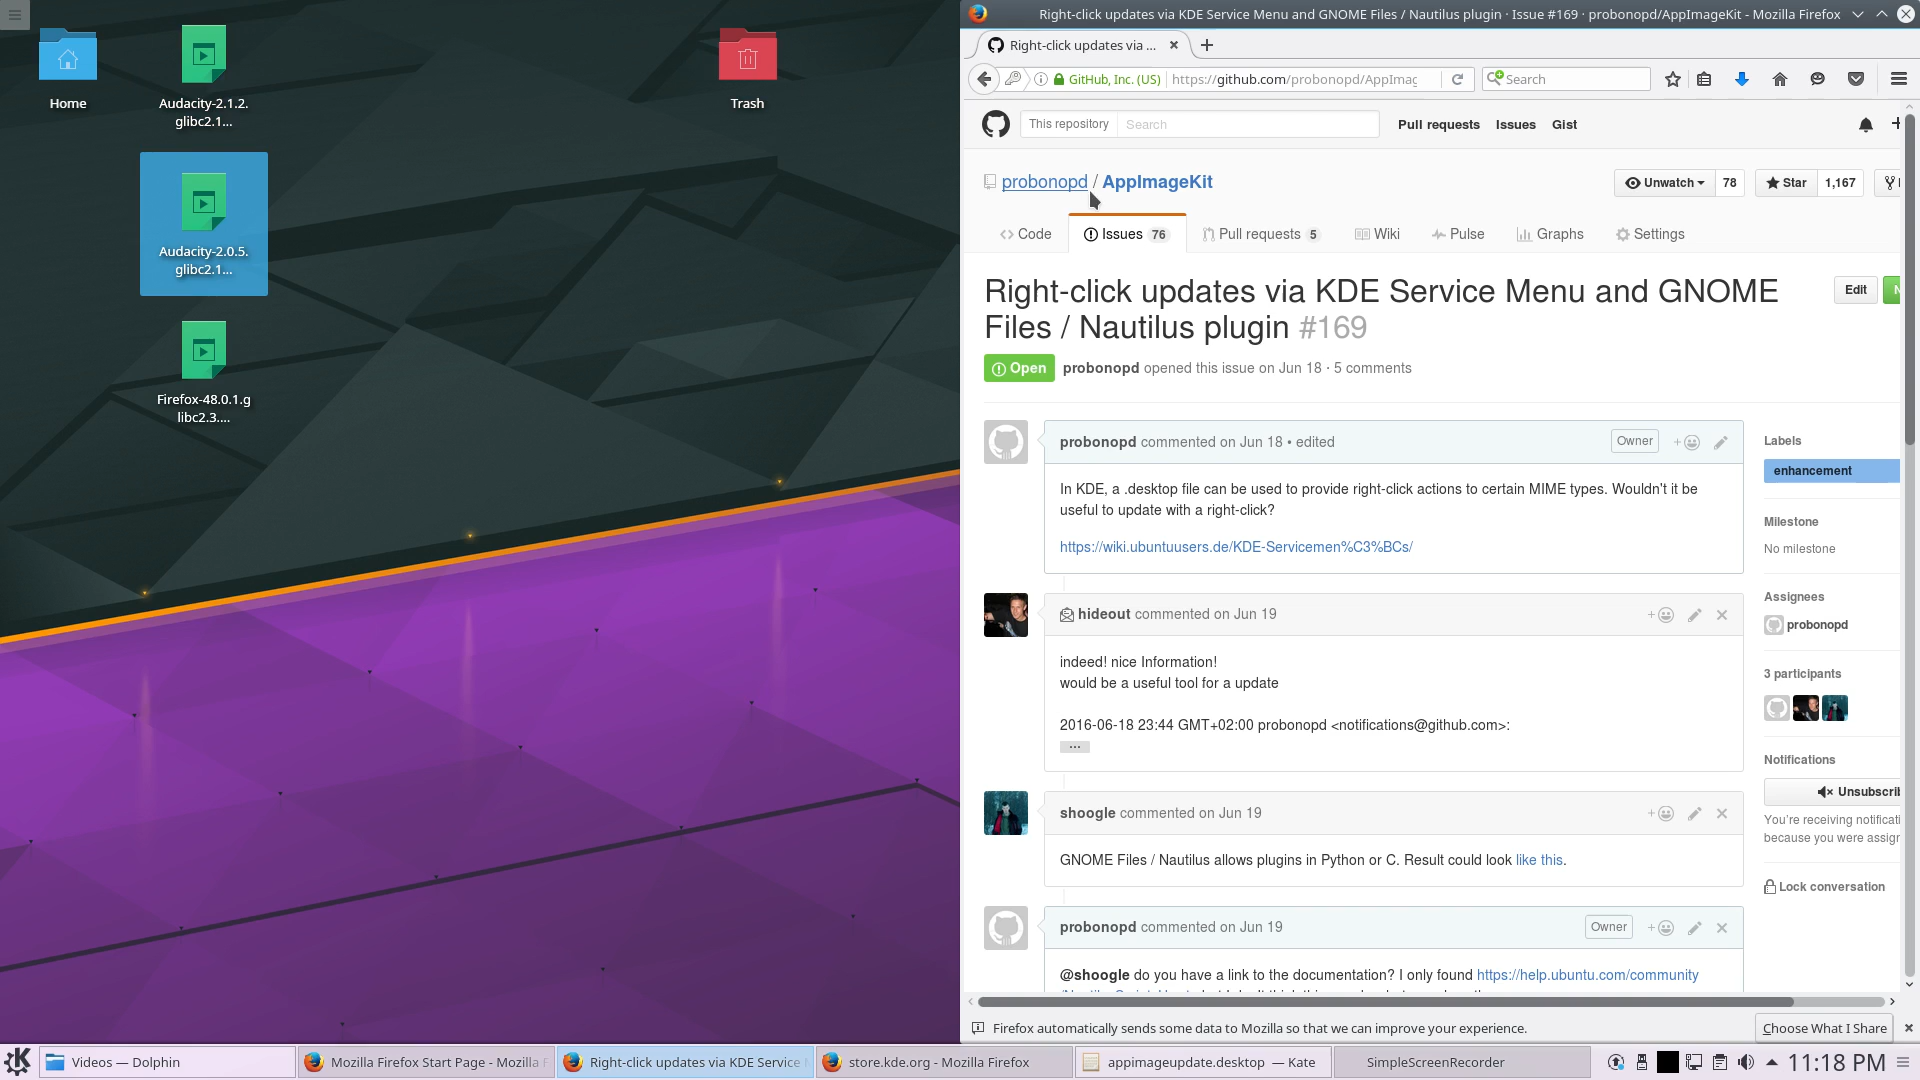 Home
Audacity-2.1.2.
glibc2.1...
Trash
Audacity-2.0.5.
glibc2.1...
Firefox-48.0.1.g
libc2.3....
Right-click updates via KDE Service Menu and GNOME Files / Nautilus plugin · Issue #169 · probonopd/AppImageKit - Mozilla Firefox
Right-click updates via ...
GitHub, Inc. (US)
https://github.com/probonopd/AppImag
Search
This repository
Search
Pull requests
Issues
Gist
probonopd / AppImageKit
Unwatch
78
Star
1,167
Code
Issues 76
Pull requests 5
Wiki
Pulse
Graphs
Settings
Right-click updates via KDE Service Menu and GNOME
Files / Nautilus plugin #169
Edit
Open
probonopd opened this issue on Jun 18 · 5 comments
probonopd commented on Jun 18 • edited
Owner
In KDE, a .desktop file can be used to provide right-click actions to certain MIME types. Wouldn't it be
useful to update with a right-click?
https://wiki.ubuntuusers.de/KDE-Servicemen%C3%BCs/
Labels
enhancement
Milestone
No milestone
Assignees
probonopd
3 participants
Notifications
Unsubscrib
You're receiving notificati
because you were assign
Lock conversation
hideout commented on Jun 19
indeed! nice Information!
would be a useful tool for a update
2016-06-18 23:44 GMT+02:00 probonopd <notifications@github.com>:
...
shoogle commented on Jun 19
GNOME Files / Nautilus allows plugins in Python or C. Result could look like this.
probonopd commented on Jun 19
Owner
@shoogle do you have a link to the documentation? I only found https://help.ubuntu.com/community
Firefox automatically sends some data to Mozilla so that we can improve your experience.
Choose What I Share
Videos — Dolphin
Mozilla Firefox Start Page - Mozilla F
Right-click updates via KDE Service
store.kde.org - Mozilla Firefox
appimageupdate.desktop — Kate
SimpleScreenRecorder
11:18 PM